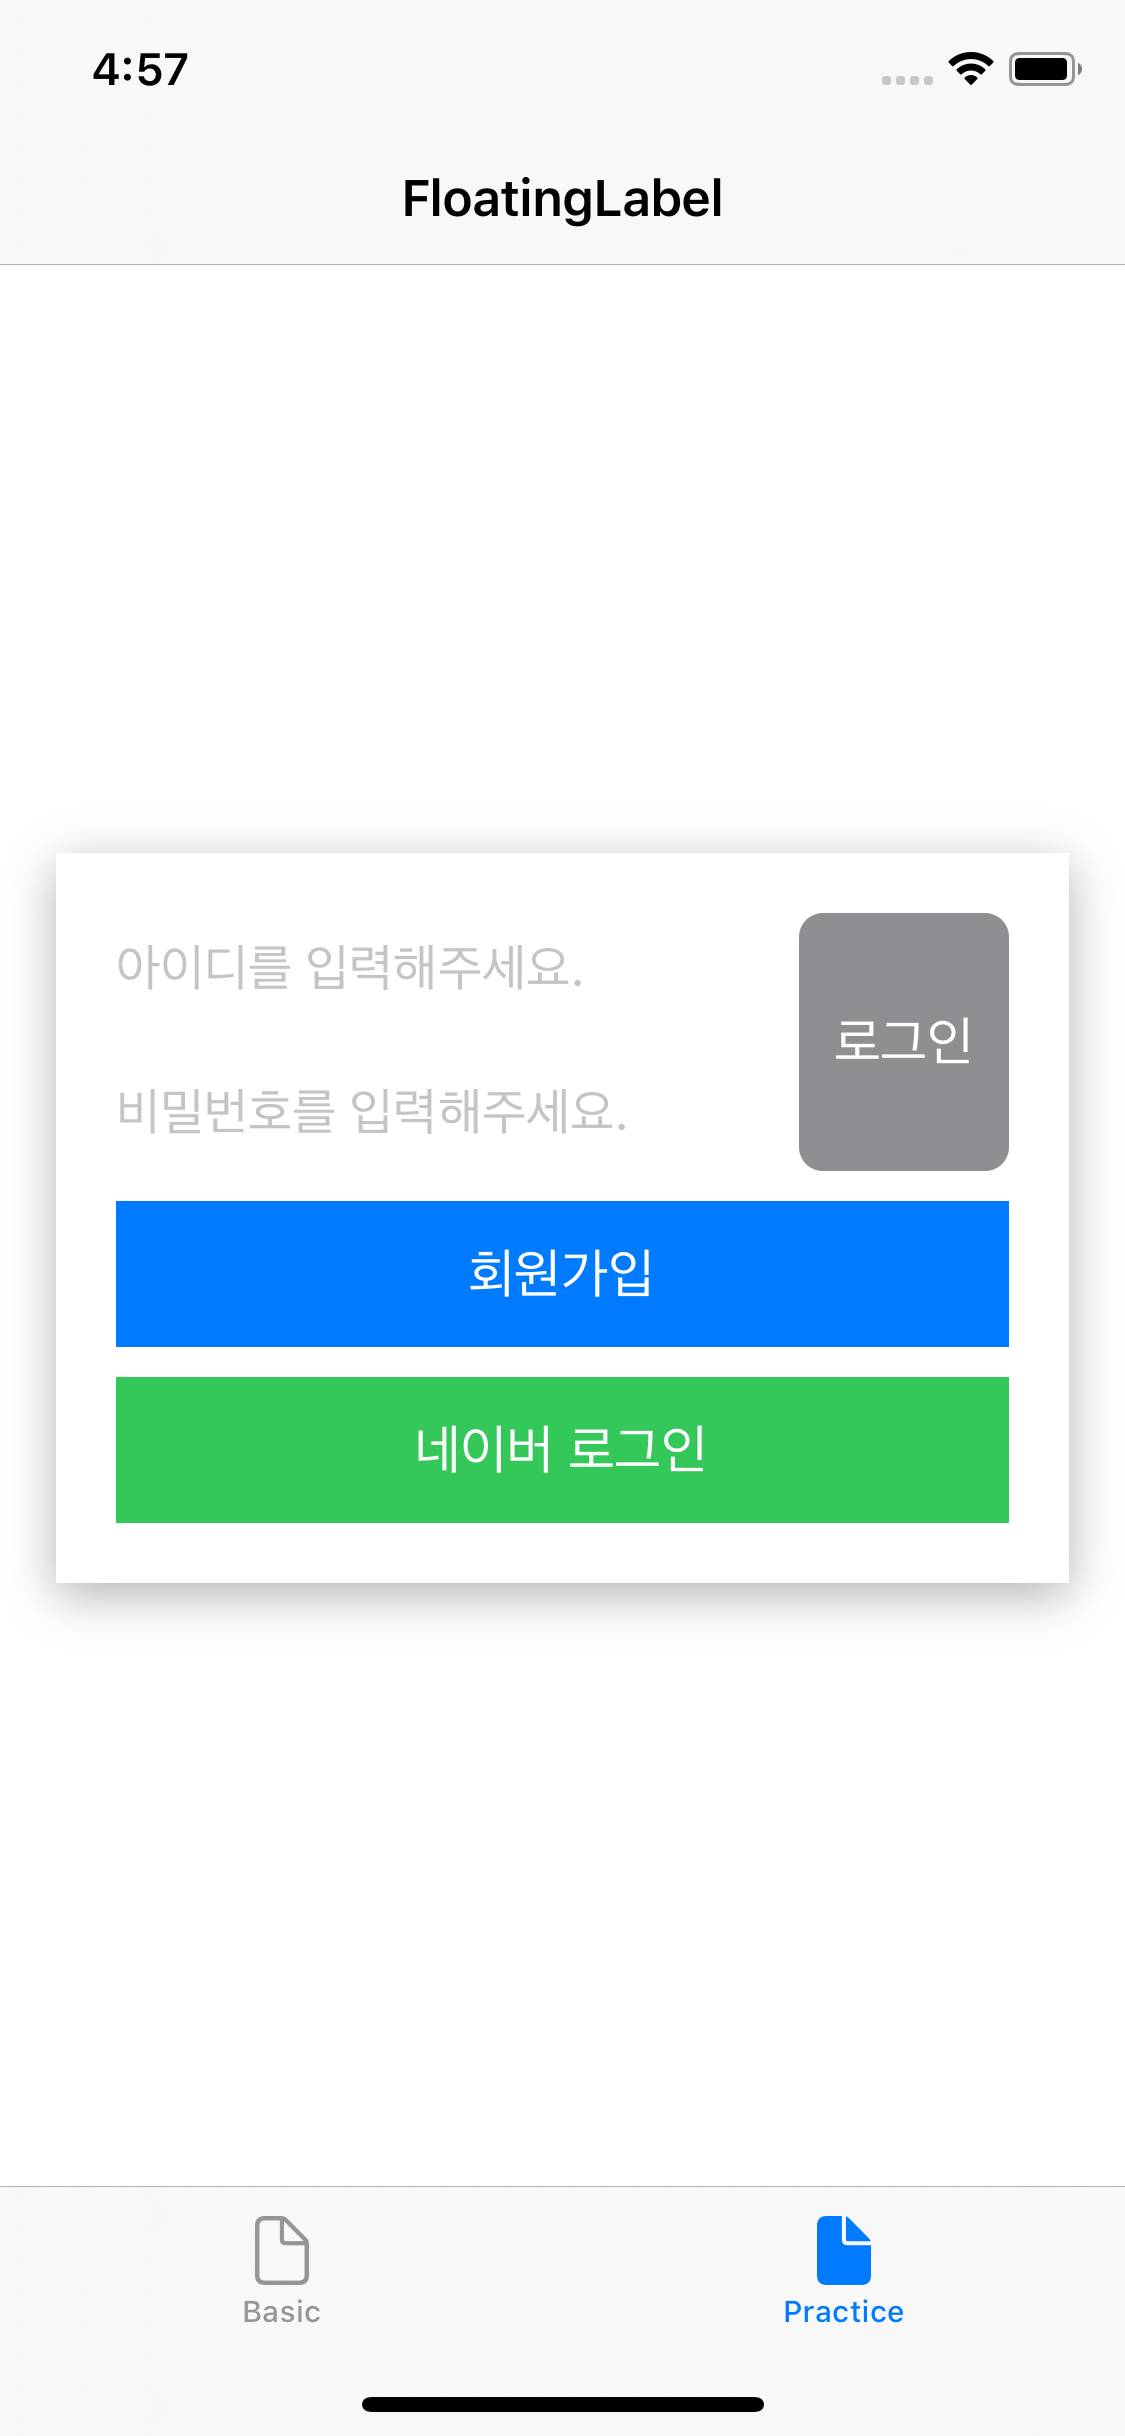 4:57
FloatingLabel
아이디를 입력해주세요.
로그인
비밀번호를 입력해주세요.
회원가입
네이버 로그인
Basic
Practice